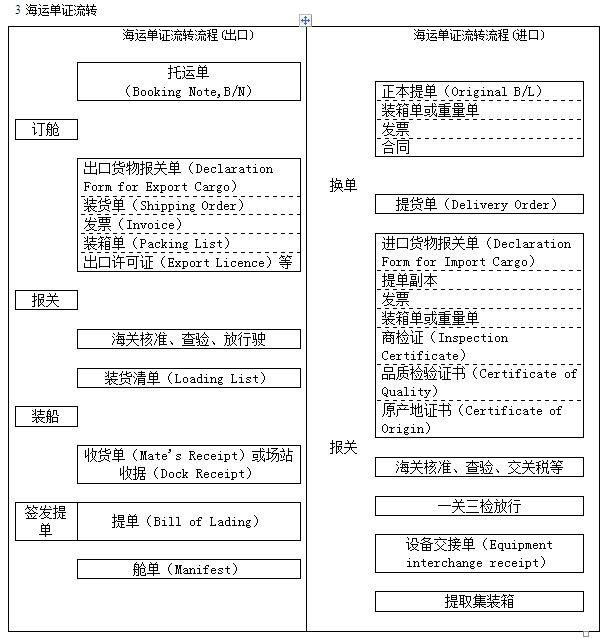 3 海运单证流转
海运单证流转流程(出口)
托运单
（Booking Note,B/N）
订舱
出口货物报关单（Declaration
Form for Export Cargo）
装货单（Shipping Order）
发票（Invoice）
装箱单（Packing List）
出口许可证（Export Licence）等
报关
海关核准、查验、放行驶
装货清单（Loading List）
装船
收货单（Mate's Receipt）或场站
收据（Dock Receipt）
签发提
单
提单（Bill of Lading）
舱单（Manifest）
海运单证流转流程(进口)
正本提单（Original B/L）
装箱单或重量单
发票
合同
换单
提货单（Delivery Order）
进口货物报关单（Declaration
Form for Import Cargo）
提单副本
发票
装箱单或重量单
商检证（Inspection
Certificate）
品质检验证书（Certificate of
Quality）
原产地证书（Certificate of
Origin）
报关
海关核准、查验、交关税等
一关三检放行
设备交接单（Equipment
interchange receipt）
提取集装箱